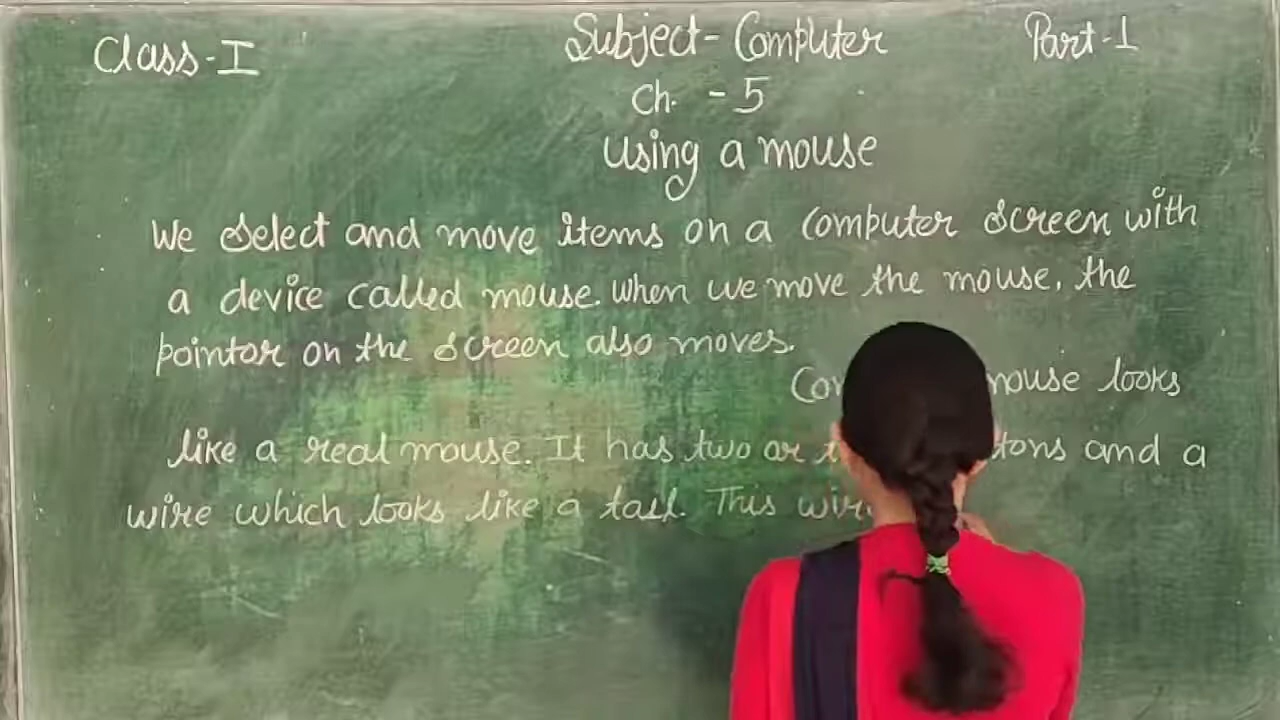 Class-I Subject-Computer Part-1
Ch. - 5
Using a mouse
We select and move items on a computer screen with
a device called mouse. When we move the mouse, the
pointor on the screen also moves.
mouse looks
like a real mouse. It has two or and a
wire which looks like a tail. This